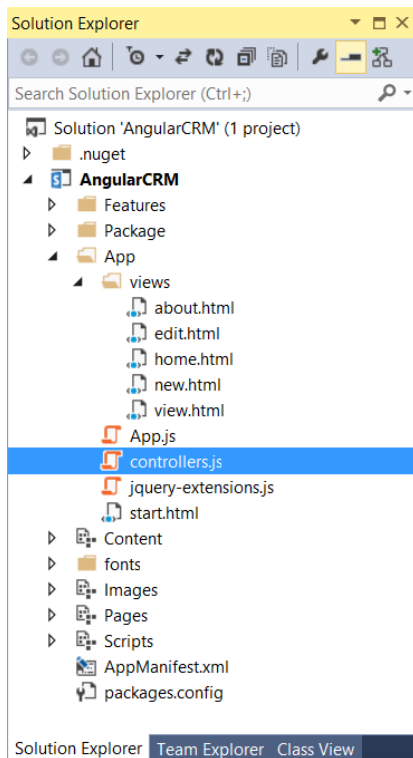 Solution Explorer
Search Solution Explorer (Ctrl+;)
Solution 'AngularCRM' (1 project)
.nuget
AngularCRM
Features
Package
App
views
about.html
edit.html
home.html
new.html
view.html
App.js
controllers.js
jquery-extensions.js
start.html
Content
fonts
Images
Pages
Scripts
AppManifest.xml
packages.config
Solution Explorer Team Explorer Class View